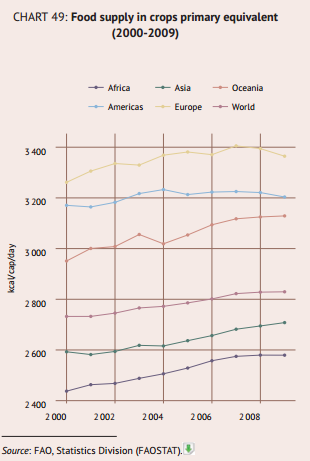 CHART 49: Food supply in crops primary equivalent
(2000-2009)
Africa Asia Oceania
Americas Europe World
kcal/cap/day
3 400
3 200
3 000
2 800
2 600
2 400
2 000 2 002 2 004 2 006 2 008
Source: FAO, Statistics Division (FAOSTAT).